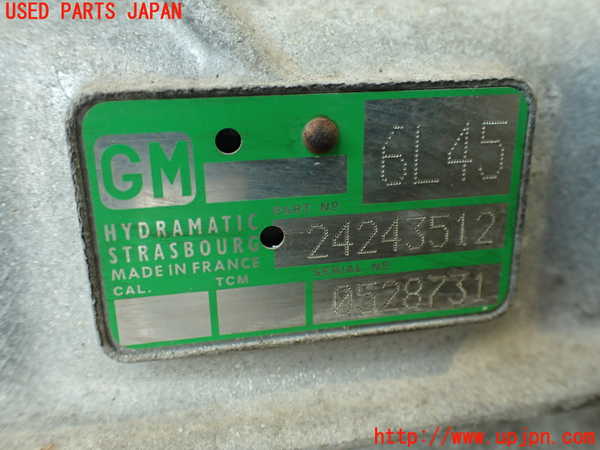 USED PARTS JAPAN
GM
6L45
PART NO
HYDRAMATIC
STRASBOURG
24243512
MADE IN FRANCE
SERIAL NO
CAL.
TCM
0528731
http://www.upjpn.com/